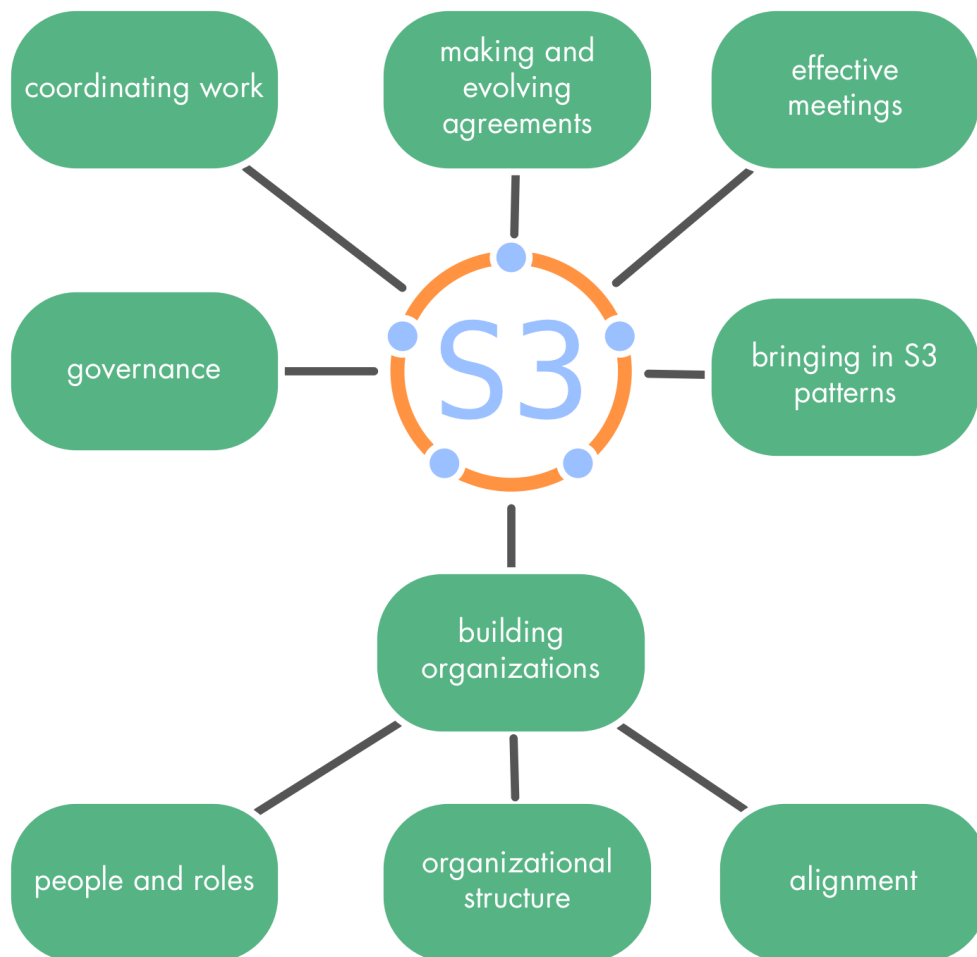 coordinating work
making and
evolving
agreements
effective
meetings
governance
S3
bringing in S3
patterns
building
organizations
people and roles
organizational
structure
alignment